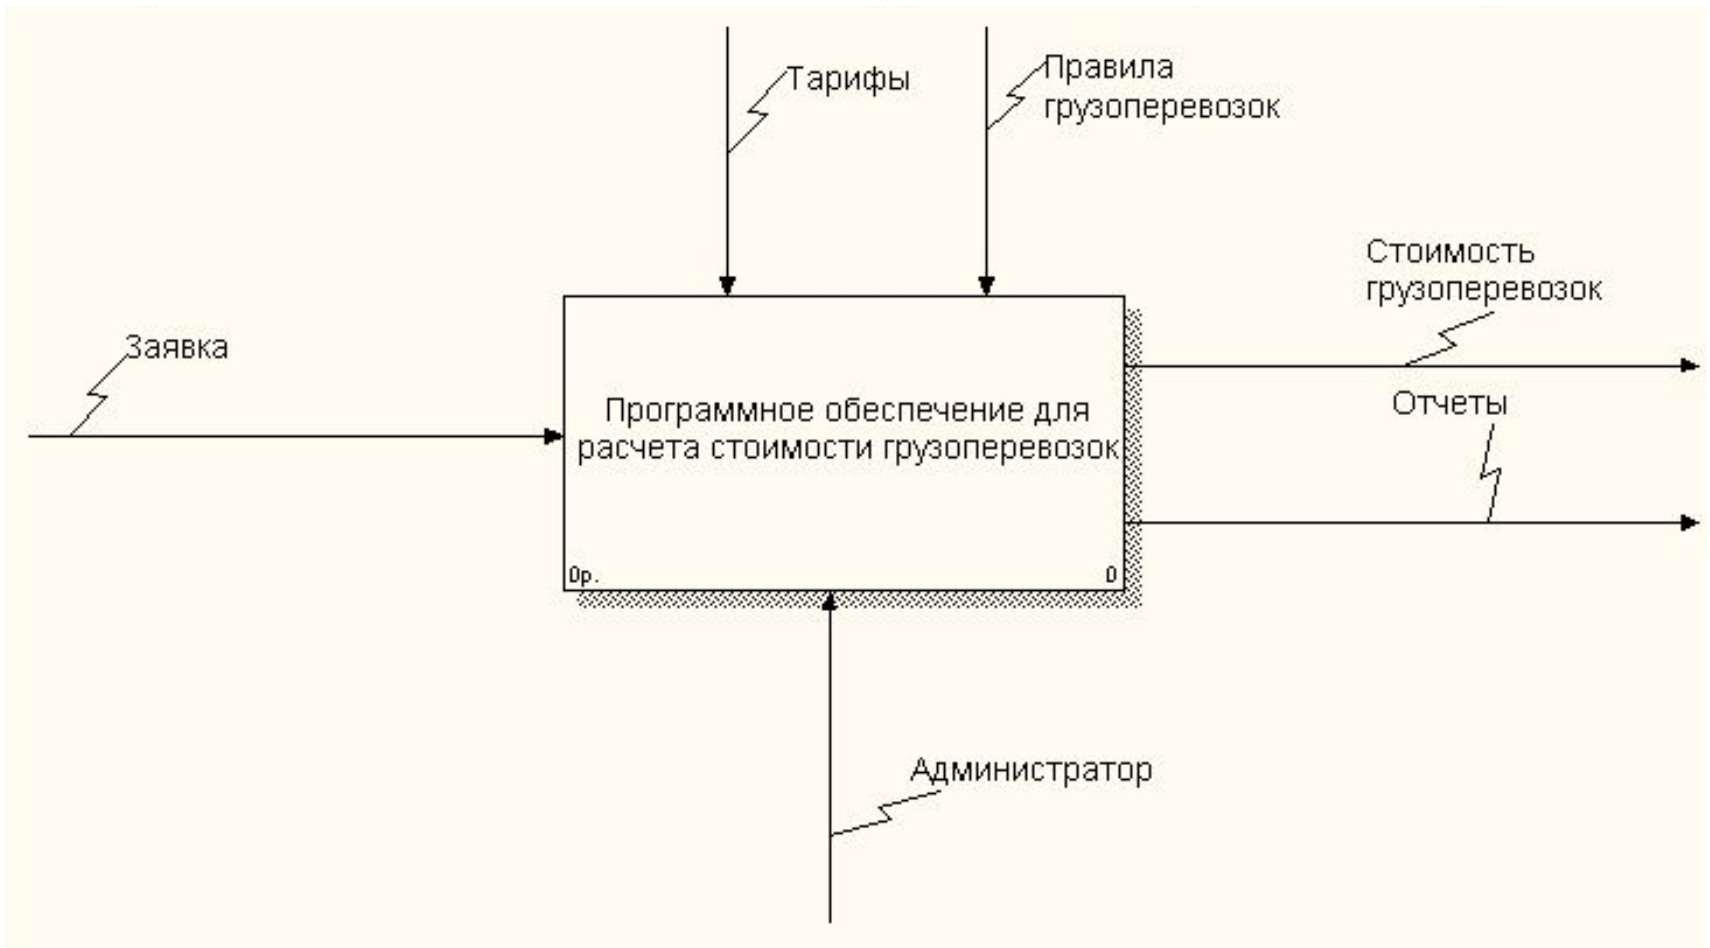 Тарифы
Правила
грузоперевозок
Стоимость
грузоперевозок
Заявка
Отчеты
Программное обеспечение для
расчета стоимости грузоперевозок
0р.
0
Администратор